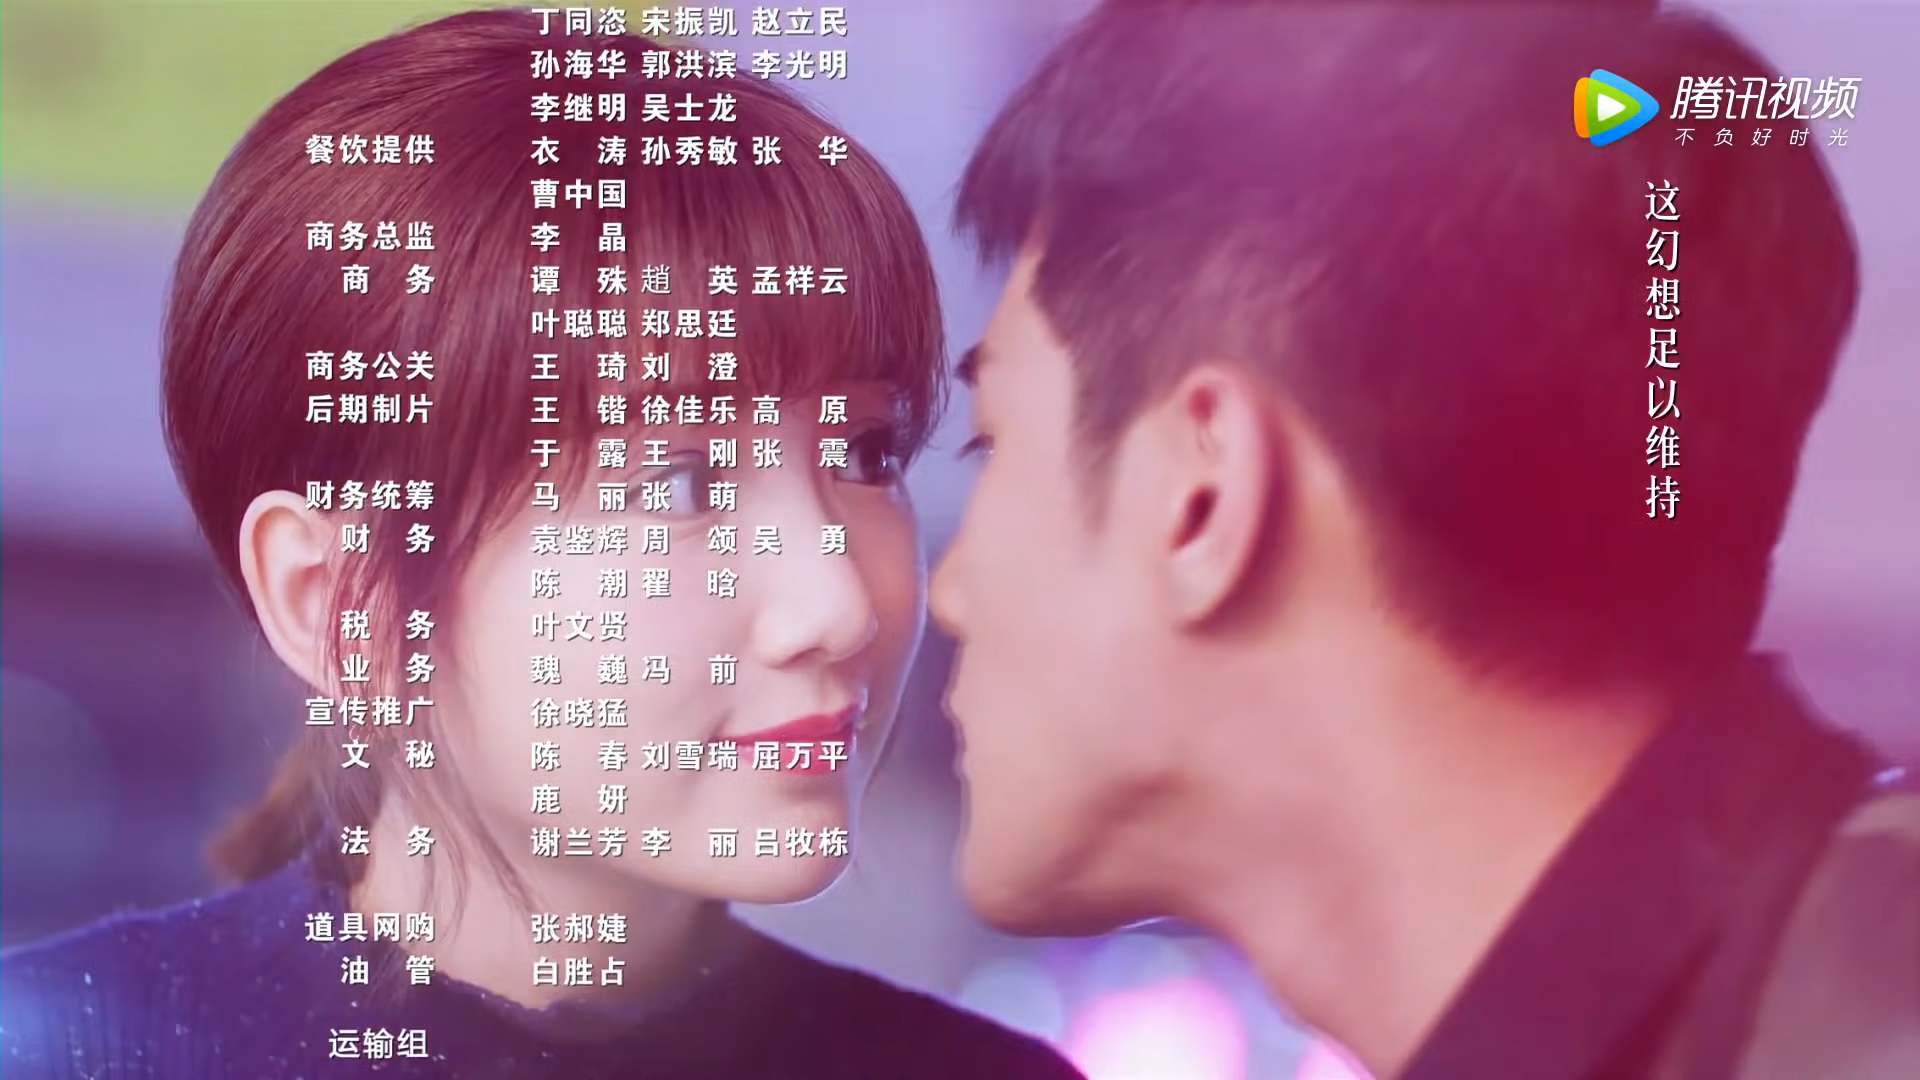 丁同恣 宋振凯 赵立民
孙海华 郭洪滨 李光明
李继明 吴士龙
餐饮提供 衣 涛 孙秀敏 张 华
曹中国
商务总监 李 晶
商 务 谭 殊 趙 英 孟祥云
叶聪聪 郑思廷
商务公关 王 琦 刘 澄
后期制片 王 锴 徐佳乐 高 原
于 露 王 刚 张 震
财务统筹 马 丽 张 萌
财 务 袁鉴辉 周 颂 吴 勇
陈 潮 翟 晗
税 务 叶文贤
业 务 魏 巍 冯 前
宣传推广 徐晓猛
文 秘 陈 春 刘雪瑞 屈万平
鹿 妍
法 务 谢兰芳 李 丽 吕牧栋
道具网购 张郝婕
油 管 白胜占
运输组
腾讯视频
不负好时光
这幻想足以维持